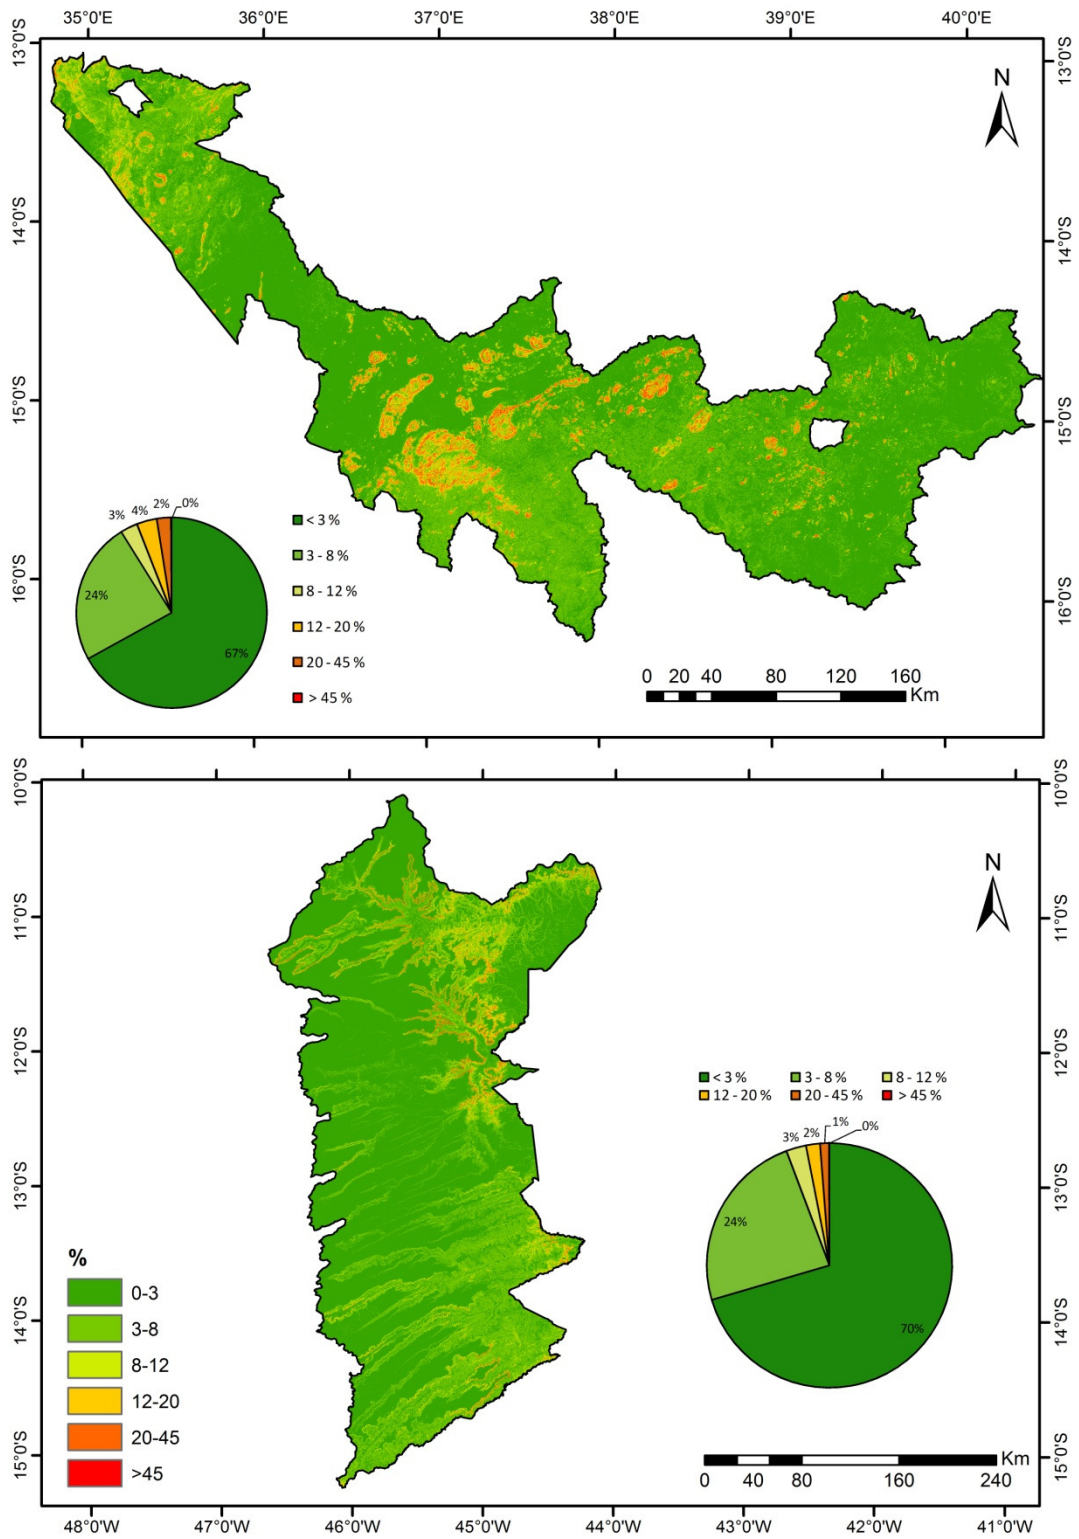 35°0'E 36°0'E 37°0'E 38°0'E 39°0'E 40°0'E
13°0'S 13°0'S
N
14°0'S 14°0'S
15°0'S 15°0'S
16°0'S 16°0'S
3% 4% 2% 0%
24%
67%
< 3 %
3 - 8 %
8 - 12 %
12 - 20 %
20 - 45 %
> 45 %
0 20 40 80 120 160
Km
10°0'S 10°0'S
N
11°0'S 11°0'S
12°0'S 12°0'S
< 3 % 3 - 8 % 8 - 12 %
12 - 20 % 20 - 45 % > 45 %
3% 2% 1% 0%
24%
70%
13°0'S 13°0'S
%
0-3
3-8
8-12
12-20
20-45
>45
14°0'S 14°0'S
15°0'S 15°0'S
Km
0 40 80 160 240
48°0'W 47°0'W 46°0'W 45°0'W 44°0'W 43°0'W 42°0'W 41°0'W